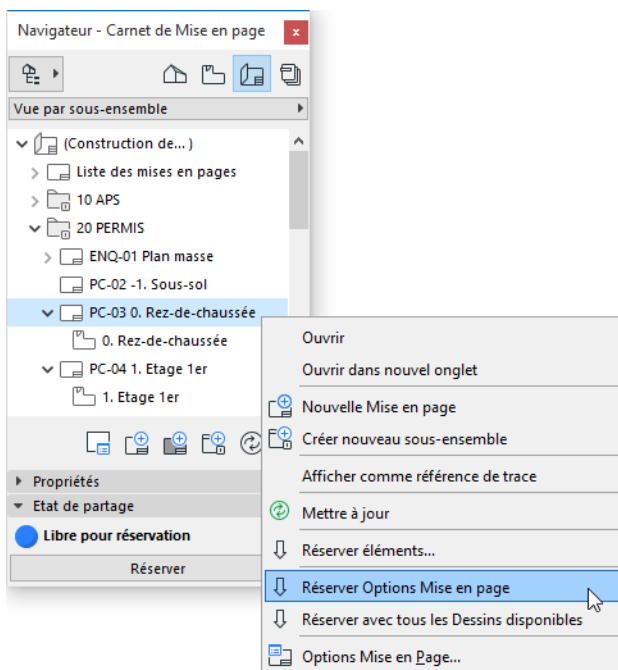 Navigateur - Carnet de Mise en page
x
Vue par sous-ensemble
(Construction de... )
Liste des mises en pages
10 APS
20 PERMIS
ENQ-01 Plan masse
PC-02 -1. Sous-sol
PC-03 0. Rez-de-chaussée
0. Rez-de-chaussée
PC-04 1. Etage 1er
1. Etage 1er
Propriétés
Etat de partage
Libre pour réservation
Réserver
Ouvrir
Ouvrir dans nouvel onglet
Nouvelle Mise en page
Créer nouveau sous-ensemble
Afficher comme référence de trace
Mettre à jour
Réserver éléments...
Réserver Options Mise en page
Réserver avec tous les Dessins disponibles
Options Mise en Page...